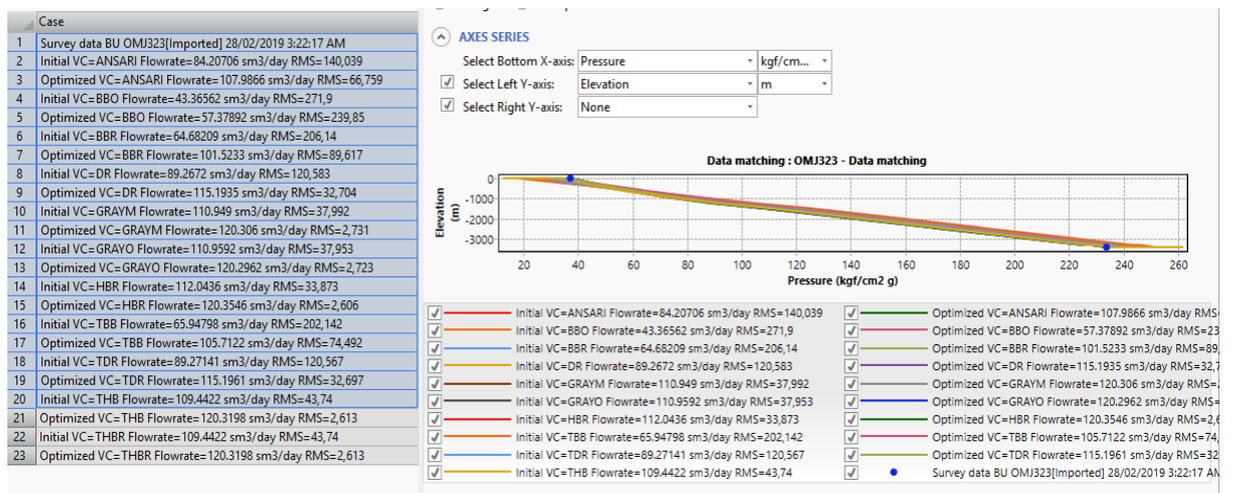 Case
1 Survey data BU OMJ323[Imported] 28/02/2019 3:22:17 AM
2 Initial VC=ANSARI Flowrate=84.20706 sm3/day RMS=140,039
3 Optimized VC=ANSARI Flowrate=107.9866 sm3/day RMS=66,759
4 Initial VC=BBO Flowrate=43.36562 sm3/day RMS=271,9
5 Optimized VC=BBO Flowrate=57.37892 sm3/day RMS=239,85
6 Initial VC=BBR Flowrate=64.68209 sm3/day RMS=206,14
7 Optimized VC=BBR Flowrate=101.5233 sm3/day RMS=89,617
8 Initial VC=DR Flowrate=89.2672 sm3/day RMS=120,583
9 Optimized VC=DR Flowrate=115.1935 sm3/day RMS=32,704
10 Initial VC=GRAYM Flowrate=110.949 sm3/day RMS=37,992
11 Optimized VC=GRAYM Flowrate=120.306 sm3/day RMS=2,731
12 Initial VC=GRAYO Flowrate=110.9592 sm3/day RMS=37,953
13 Optimized VC=GRAYO Flowrate=120.2962 sm3/day RMS=2,723
14 Initial VC=HBR Flowrate=112.0436 sm3/day RMS=33,873
15 Optimized VC=HBR Flowrate=120.3546 sm3/day RMS=2,606
16 Initial VC=TBB Flowrate=65.94798 sm3/day RMS=202,142
17 Optimized VC=TBB Flowrate=105.7122 sm3/day RMS=74,492
18 Initial VC=TDR Flowrate=89.27141 sm3/day RMS=120,567
19 Optimized VC=TDR Flowrate=115.1961 sm3/day RMS=32,697
20 Initial VC=THB Flowrate=109.4422 sm3/day RMS=43,74
21 Optimized VC=THB Flowrate=120.3198 sm3/day RMS=2,613
22 Initial VC=THBR Flowrate=109.4422 sm3/day RMS=43,74
23 Optimized VC=THBR Flowrate=120.3198 sm3/day RMS=2,613
AXES SERIES
Select Bottom X-axis: Pressure kgf/cm...
Select Left Y-axis: Elevation m
Select Right Y-axis: None
Data matching : OMJ323 - Data matching
Elevation
(m)
0
-1000
-2000
-3000
20 40 60 80 100 120 140 160 180 200 220 240 260
Pressure (kgf/cm2 g)
Initial VC=ANSARI Flowrate=84.20706 sm3/day RMS=140,039 Optimized VC=ANSARI Flowrate=107.9866 sm3/day RMS
Initial VC=BBO Flowrate=43.36562 sm3/day RMS=271,9 Optimized VC=BBO Flowrate=57.37892 sm3/day RMS=23
Initial VC=BBR Flowrate=64.68209 sm3/day RMS=206,14 Optimized VC=BBR Flowrate=101.5233 sm3/day RMS=89,
Initial VC=DR Flowrate=89.2672 sm3/day RMS=120,583 Optimized VC=DR Flowrate=115.1935 sm3/day RMS=32,7
Initial VC=GRAYM Flowrate=110.949 sm3/day RMS=37,992 Optimized VC=GRAYM Flowrate=120.306 sm3/day RMS=
Initial VC=GRAYO Flowrate=110.9592 sm3/day RMS=37,953 Optimized VC=GRAYO Flowrate=120.2962 sm3/day RMS=
Initial VC=HBR Flowrate=112.0436 sm3/day RMS=33,873 Optimized VC=HBR Flowrate=120.3546 sm3/day RMS=2,6
Initial VC=TBB Flowrate=65.94798 sm3/day RMS=202,142 Optimized VC=TBB Flowrate=105.7122 sm3/day RMS=74,
Initial VC=TDR Flowrate=89.27141 sm3/day RMS=120,567 Optimized VC=TDR Flowrate=115.1961 sm3/day RMS=32
Initial VC=THB Flowrate=109.4422 sm3/day RMS=43,74 Survey data BU OMJ323[Imported] 28/02/2019 3:22:17 AM